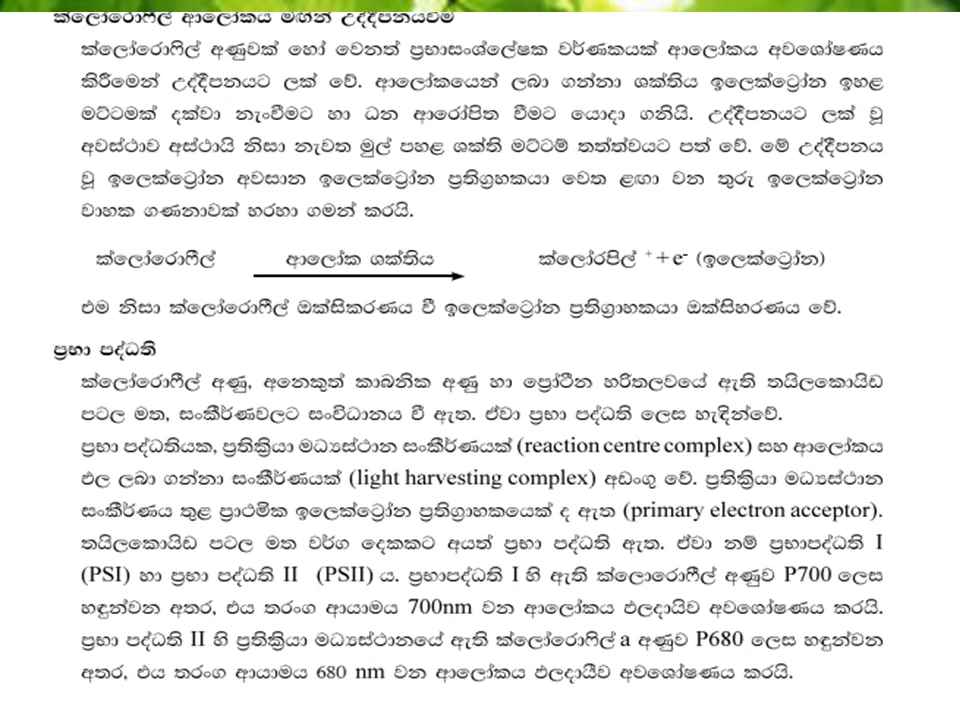 ක්ලෝරොෆිල් ආලෝකය මඟින් උද්දීපනයවීම
ක්ලෝරොෆිල් අණුවක් හෝ වෙනත් ප්‍රභාසංශ්ලේෂක වර්ණකයක් ආලෝකය අවශෝෂණය
කිරීමෙන් උද්දීපනයට ලක් වේ. ආලෝකයෙන් ලබා ගන්නා ශක්තිය ඉලෙක්ට්‍රෝන ඉහළ
මට්ටමක් දක්වා නැංවීමට හා ධන ආරෝපිත වීමට යොදා ගනියි. උද්දීපනයට ලක් වූ
අවස්ථාව අස්ථායි නිසා නැවත මුල් පහළ ශක්ති මට්ටම් තත්ත්වයට පත් වේ. මේ උද්දීපනය
වූ ඉලෙක්ට්‍රෝන අවසාන ඉලෙක්ට්‍රෝන ප්‍රතිග්‍රහකයා වෙත ළඟා වන තුරු ඉලෙක්ට්‍රෝන
වාහක ගණනාවක් හරහා ගමන් කරයි.
ක්ලෝරොෆීල් ආලෝක ශක්තිය ක්ලෝරපිල් ⁺+e⁻ (ඉලෙක්ට්‍රෝන)
එම නිසා ක්ලෝරොෆීල් ඔක්සිකරණය වී ඉලෙක්ට්‍රෝන ප්‍රතිග්‍රාහකයා ඔක්සිහරණය වේ.
ප්‍රභා පද්ධති
ක්ලෝරොෆීල් අණු, අනෙකුත් කාබනික අණු හා ප්‍රෝටීන හරිතලවයේ ඇති තයිලකොයිඩ
පටල මත, සංකීර්ණවලට සංවිධානය වී ඇත. ඒවා ප්‍රභා පද්ධති ලෙස හැඳින්වේ.
ප්‍රභා පද්ධතියක, ප්‍රතික්‍රියා මධ්‍යස්ථාන සංකීර්ණයක් (reaction centre complex) සහ ආලෝකය
ඵල ලබා ගන්නා සංකීර්ණයක් (light harvesting complex) අඩංගු වේ. ප්‍රතික්‍රියා මධ්‍යස්ථාන
සංකීර්ණය තුළ ප්‍රාථමික ඉලෙක්ට්‍රෝන ප්‍රතිග්‍රාහකයෙක් ද ඇත (primary electron acceptor).
තයිලකොයිඩ පටල මත වර්ග දෙකකට අයත් ප්‍රභා පද්ධති ඇත. ඒවා නම් ප්‍රභාපද්ධති I
(PSI) හා ප්‍රභා පද්ධති II (PSII) ය. ප්‍රභාපද්ධති I හි ඇති ක්ලොරොෆීල් අණුව P700 ලෙස
හඳුන්වන අතර, එය තරංග ආයාමය 700nm වන ආලෝකය ඵලදායිව අවශෝෂණය කරයි.
ප්‍රභා පද්ධති II හි ප්‍රතික්‍රියා මධ්‍යස්ථානයේ ඇති ක්ලෝරොෆිල් a අණුව P680 ලෙස හඳුන්වන
අතර, එය තරංග ආයාමය 680 nm වන ආලෝකය ඵලදායීව අවශෝෂණය කරයි.